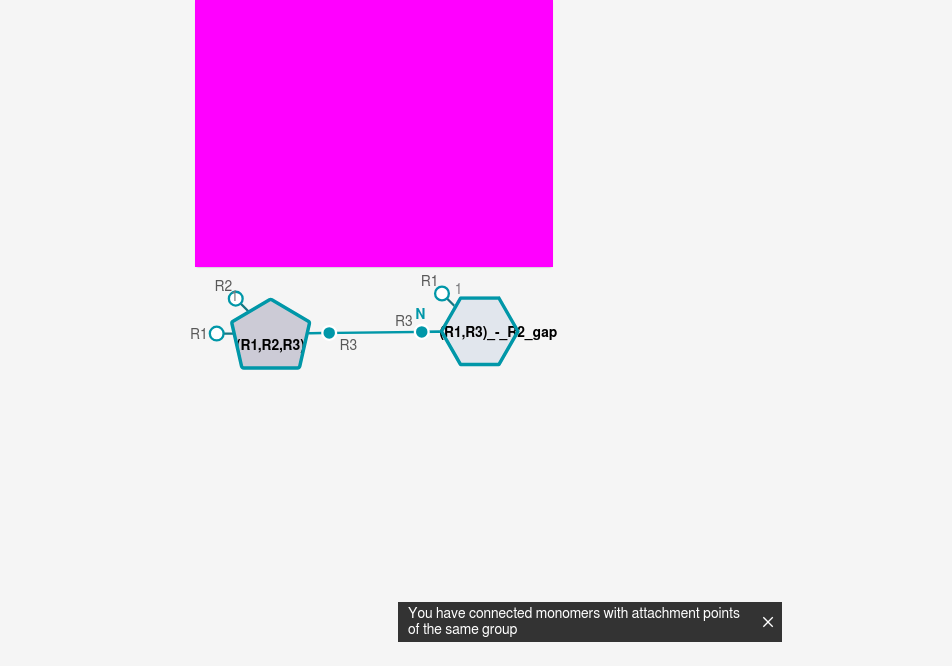 R1
R2
1
1
R3
N
R1
(R1,R2,R3)
R3
(R1,R3)_-_R2_gap
You have connected monomers with attachment points
of the same group